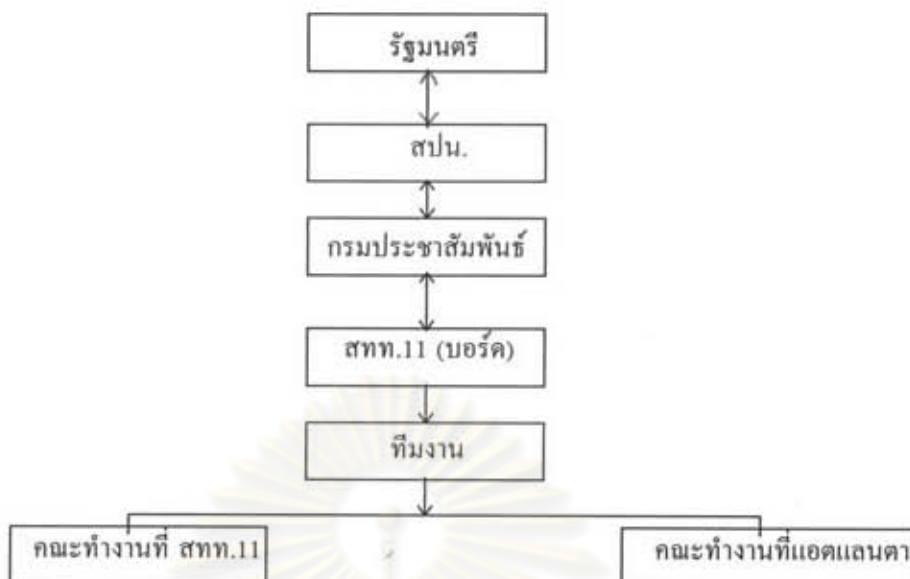 รัฐมนตรี
สปน.
กรมประชาสัมพันธ์
สทท.11 (บอร์ด)
ทีมงาน
คณะทำงานที่ สทท.11
คณะทำงานที่แอตแลนตา